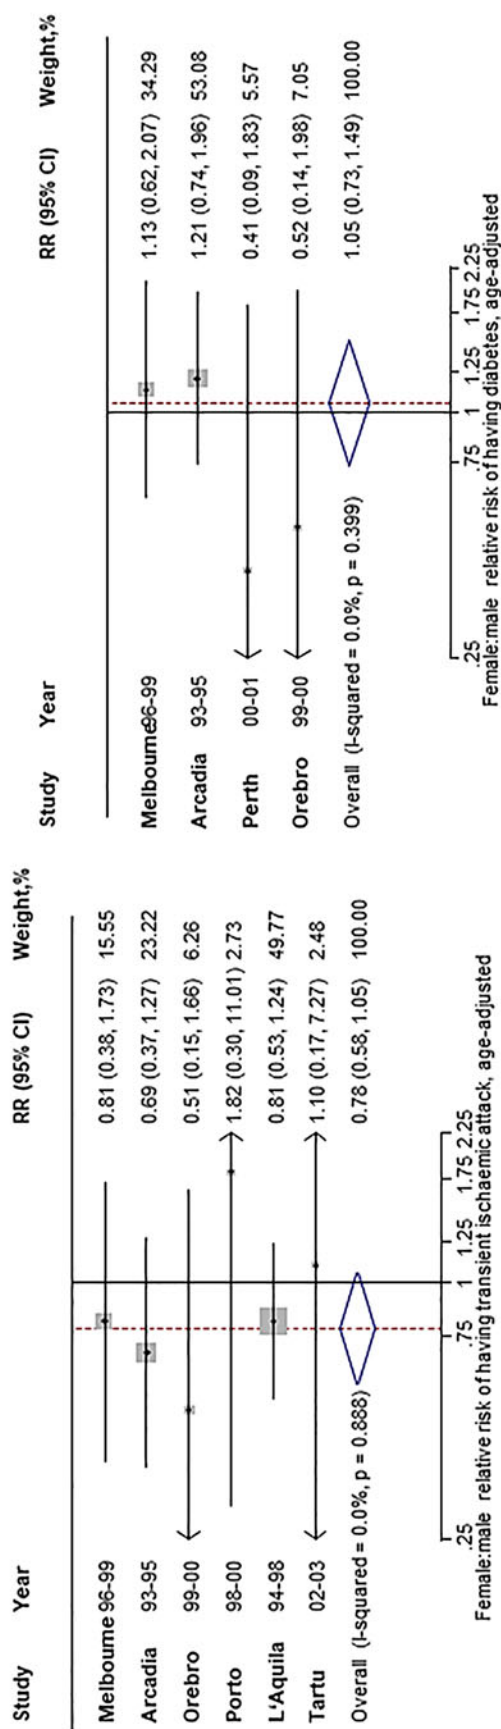 Study Year RR (95% CI) Weight,%
Melbourne 96-99 0.81 (0.38, 1.73) 15.55
Arcadia 93-95 0.69 (0.37, 1.27) 23.22
Orebro 99-00 0.51 (0.15, 1.66) 6.26
Porto 98-00 1.82 (0.30, 11.01) 2.73
L'Aquila 94-98 0.81 (0.53, 1.24) 49.77
Tartu 02-03 1.10 (0.17, 7.27) 2.48
Overall (I-squared = 0.0%, p = 0.888) 0.78 (0.58, 1.05) 100.00
.25 .75 1 1.25 1.75 2.25
Female:male relative risk of having transient ischaemic attack, age-adjusted
Study Year RR (95% CI) Weight,%
Melbourne96-99 1.13 (0.62, 2.07) 34.29
Arcadia 93-95 1.21 (0.74, 1.96) 53.08
Perth 00-01 0.41 (0.09, 1.83) 5.57
Orebro 99-00 0.52 (0.14, 1.98) 7.05
Overall (I-squared = 0.0%, p = 0.399) 1.05 (0.73, 1.49) 100.00
.25 .75 1 1.25 1.75 2.25
Female:male relative risk of having diabetes, age-adjusted